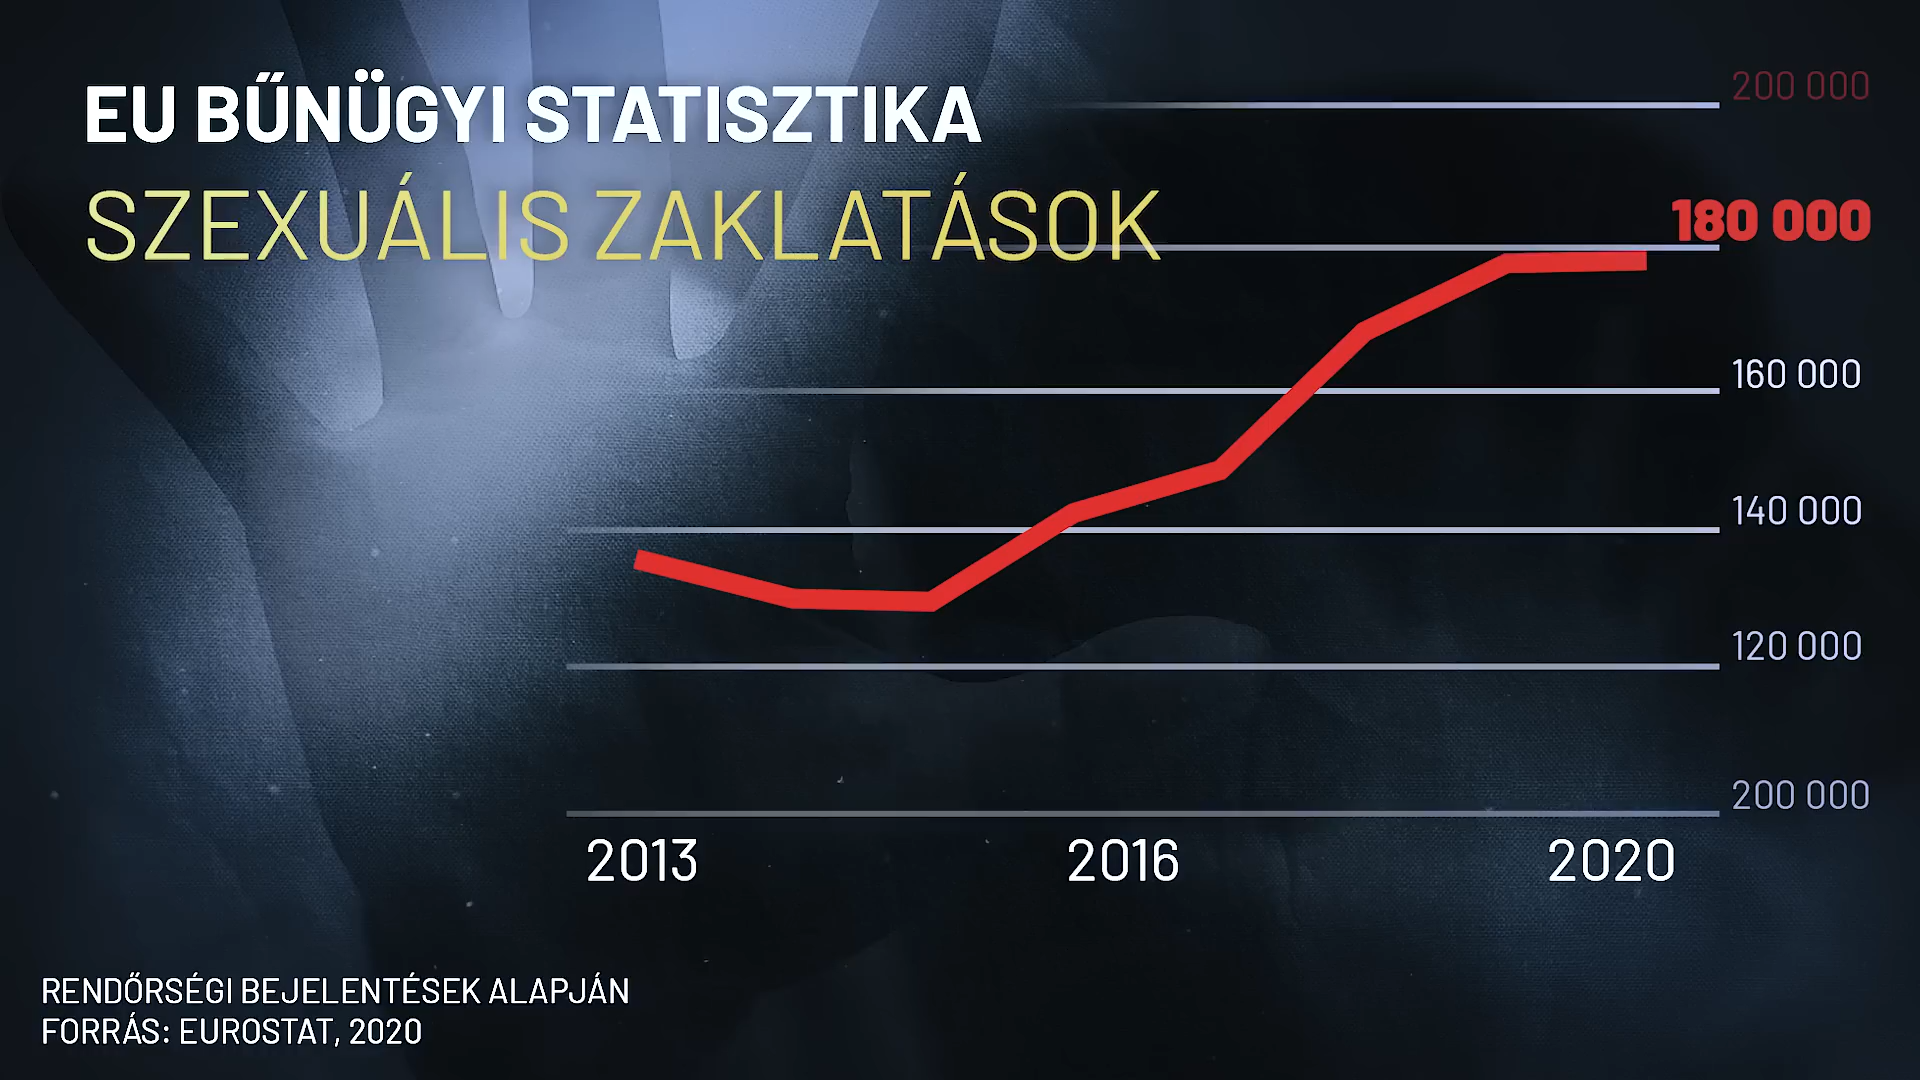 EU BŰNÜGYI STATISZTIKA
SZEXUÁLIS ZAKLATÁSOK
200 000
180 000
160 000
140 000
120 000
200 000
2013 2016 2020
RENDŐRSÉGI BEJELENTÉSEK ALAPJÁN
FORRÁS: EUROSTAT, 2020